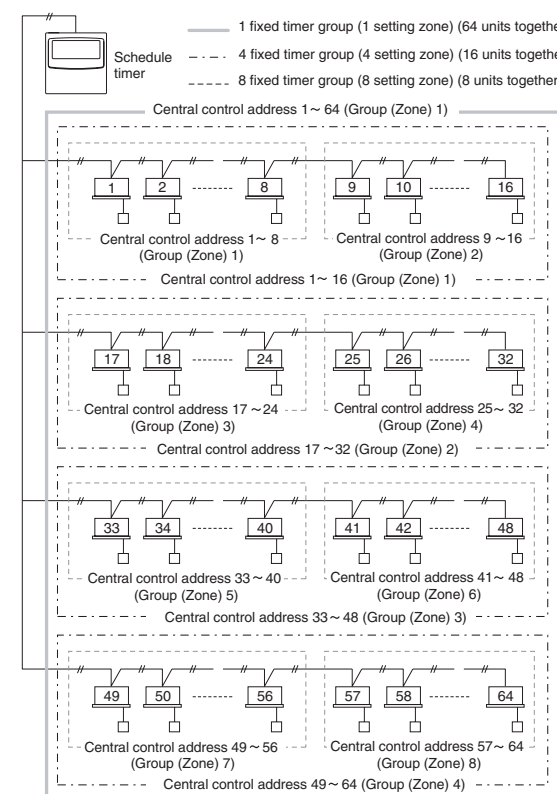 1 fixed timer group (1 setting zone) (64 units togethe
Schedule
timer
4 fixed timer group (4 setting zone) (16 units togethe
8 fixed timer group (8 setting zone) (8 units together
Central control address 1~ 64 (Group (Zone) 1)
1 2 8 9 10 16
Central control address 1~ 8
(Group (Zone) 1)
Central control address 9 ~16
(Group (Zone) 2)
Central control address 1~ 16 (Group (Zone) 1)
17 18 24 25 26 32
Central control address 17 ~24
(Group (Zone) 3)
Central control address 25~ 32
(Group (Zone) 4)
Central control address 17 ~32 (Group (Zone) 2)
33 34 40 41 42 48
Central control address 33 ~ 40
(Group (Zone) 5)
Central control address 41~ 48
(Group (Zone) 6)
Central control address 33~ 48 (Group (Zone) 3)
49 50 56 57 58 64
Central control address 49 ~ 56
(Group (Zone) 7)
Central control address 57~ 64
(Group (Zone) 8)
Central control address 49~ 64 (Group (Zone) 4)